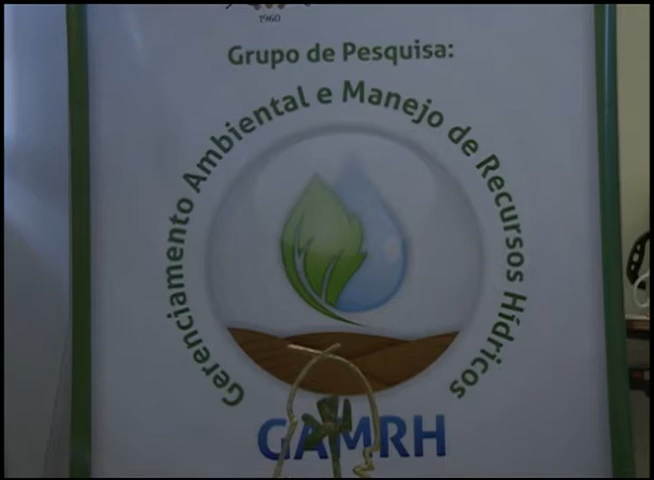 1960
Grupo de Pesquisa:
Gerenciamento Ambiental e Manejo de Recursos Hídricos
GAMRH